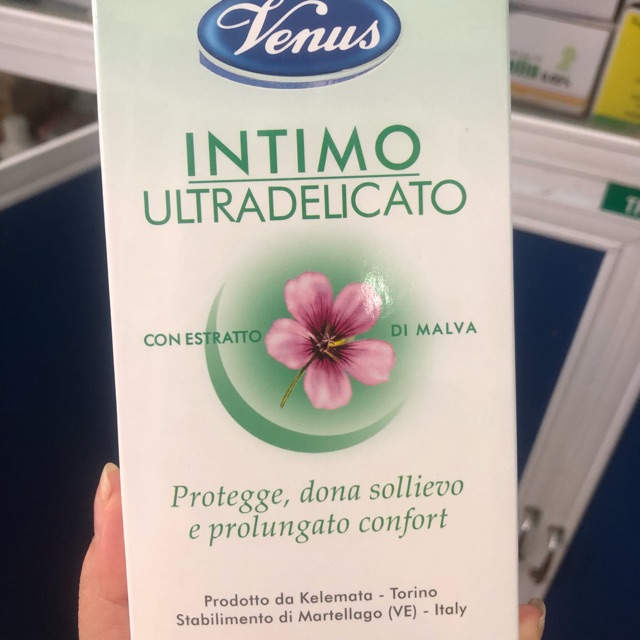 Venus
INTIMO
ULTRADELICATO
CON ESTRATTO DI MALVA
Protegge, dona sollievo
e prolungato confort
Prodotto da Kelemata - Torino
Stabilimento di Martellago (VE) - Italy